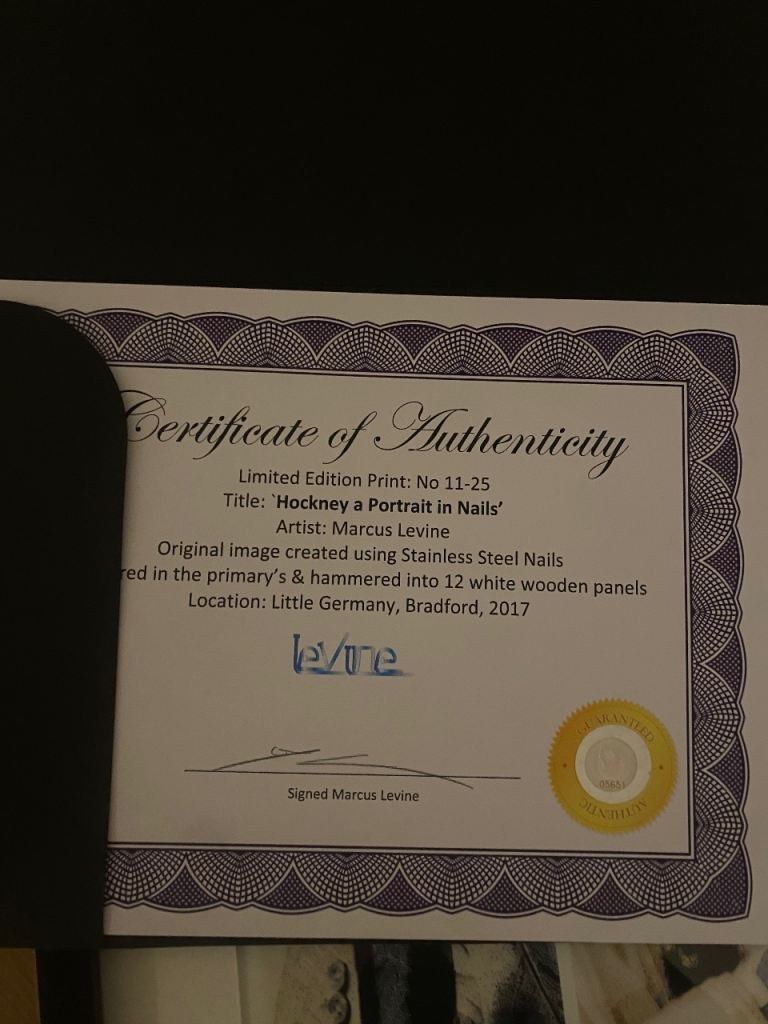 Certificate of Authenticity
Limited Edition Print: No 11-25
Title: `Hockney a Portrait in Nails’
Artist: Marcus Levine
Original image created using Stainless Steel Nails
red in the primary’s & hammered into 12 white wooden panels
Location: Little Germany, Bradford, 2017
levine
Signed Marcus Levine
GUARANTEED
05651
AUTHENTIC